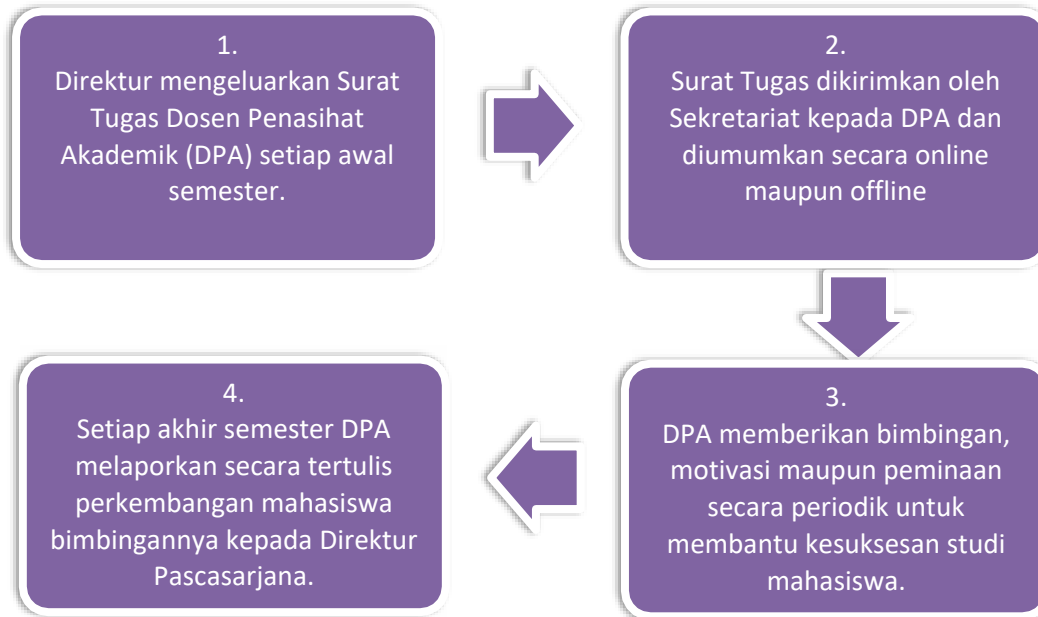 1.
Direktur mengeluarkan Surat
Tugas Dosen Penasihat
Akademik (DPA) setiap awal
semester.
2.
Surat Tugas dikirimkan oleh
Sekretariat kepada DPA dan
diumumkan secara online
maupun offline
3.
DPA memberikan bimbingan,
motivasi maupun peminaan
secara periodik untuk
membantu kesuksesan studi
mahasiswa.
4.
Setiap akhir semester DPA
melaporkan secara tertulis
perkembangan mahasiswa
bimbingannya kepada Direktur
Pascasarjana.